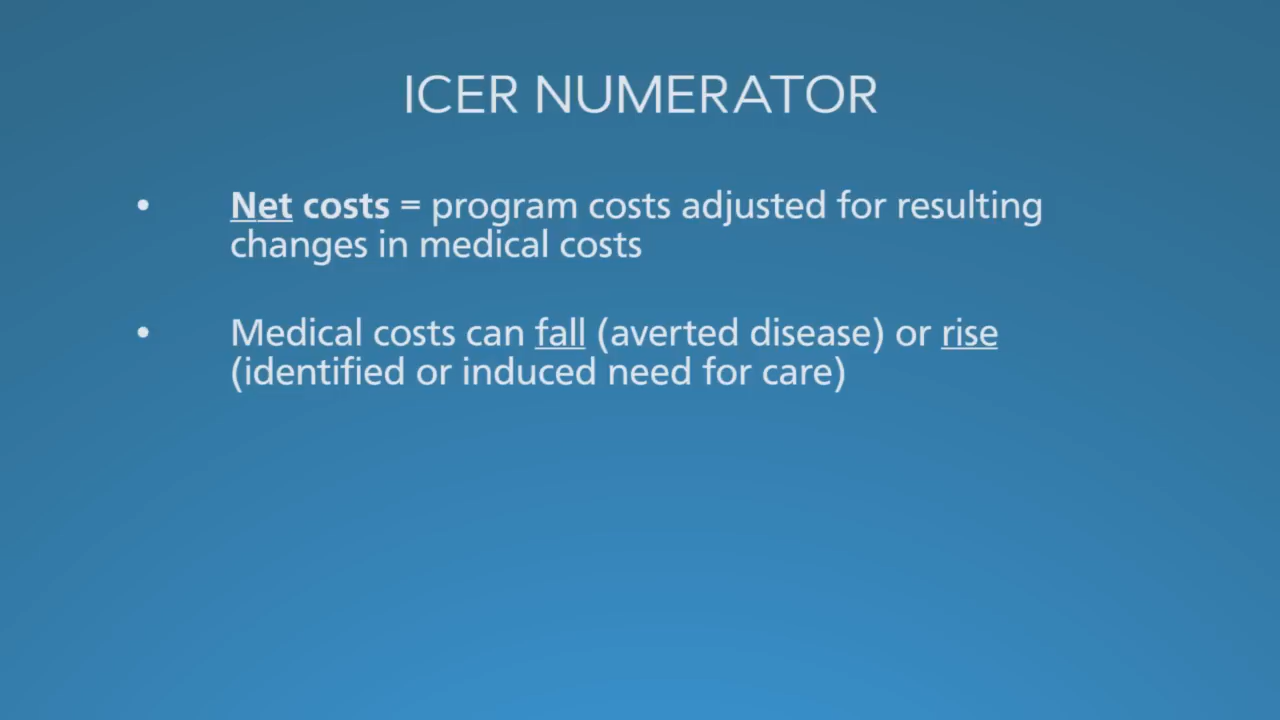 ICER NUMERATOR
• Net costs = program costs adjusted for resulting
changes in medical costs
• Medical costs can fall (averted disease) or rise
(identified or induced need for care)